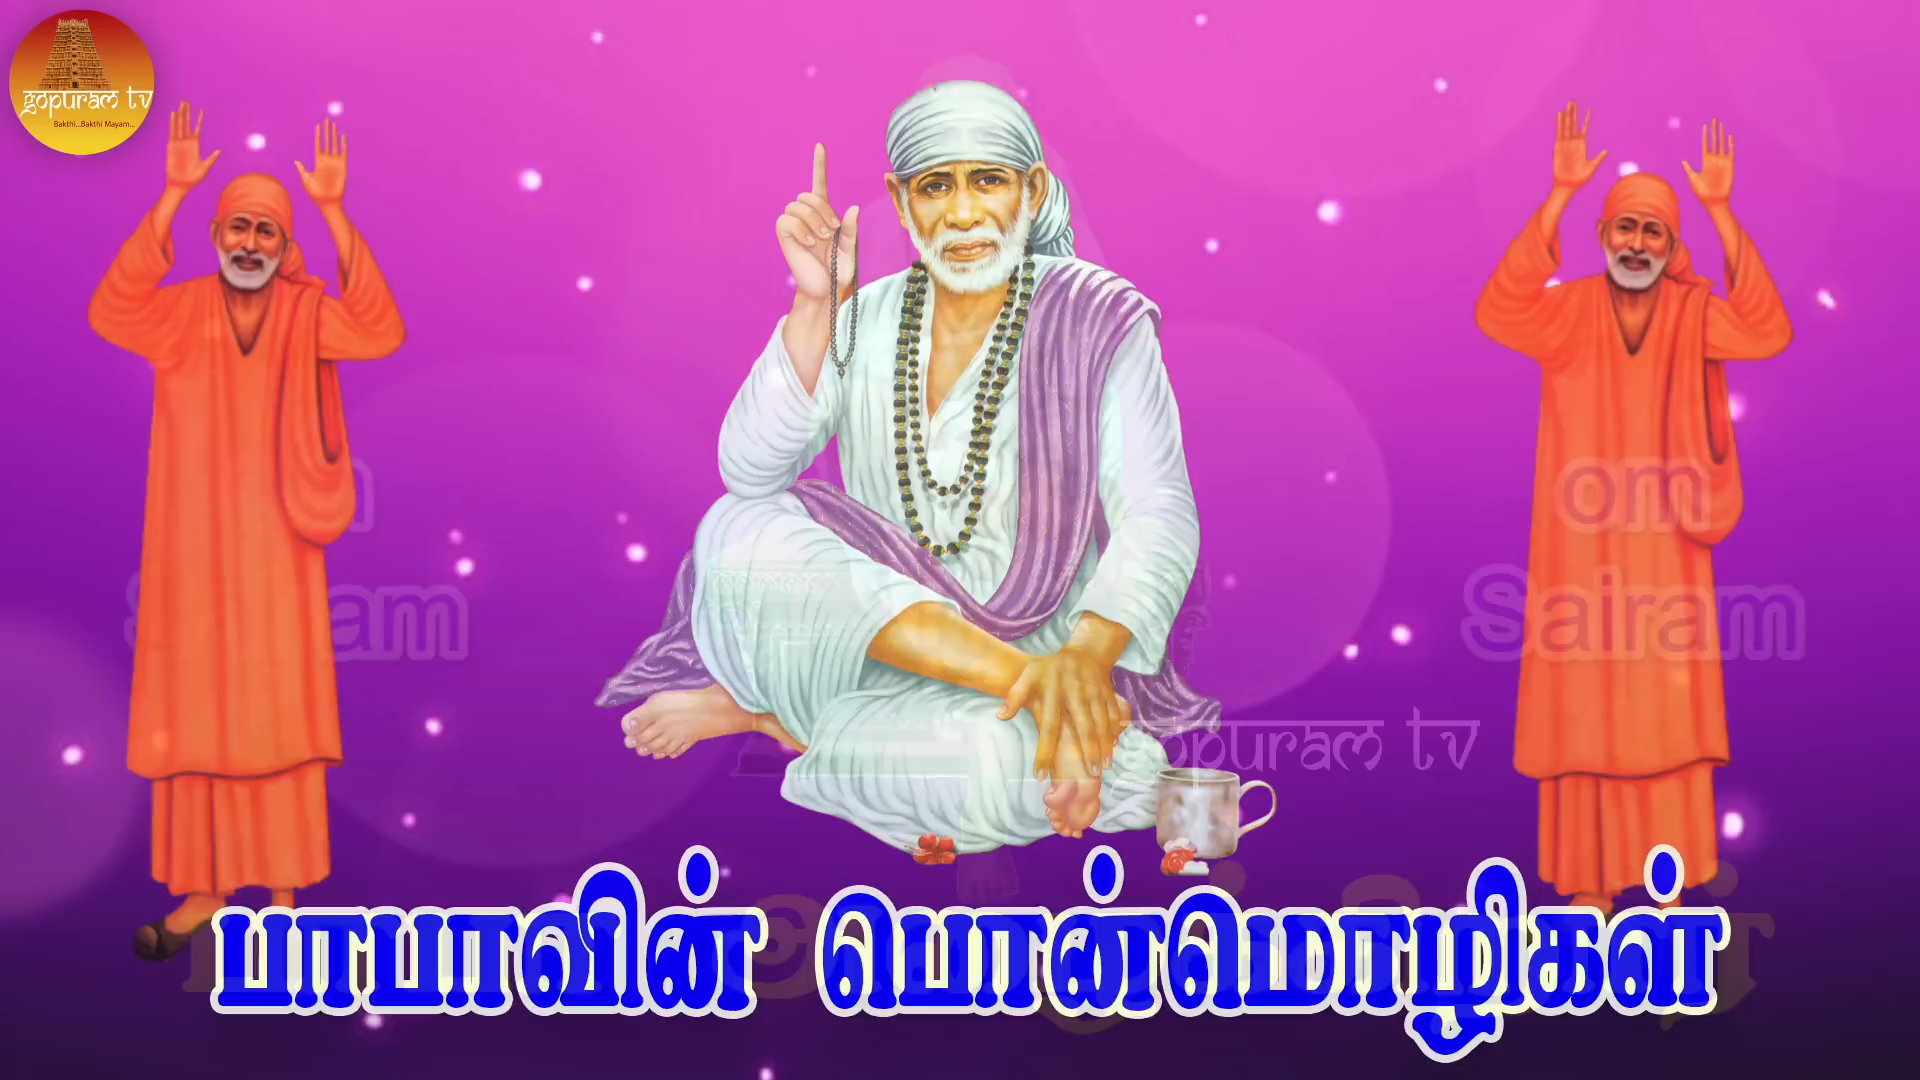 gopuram tv
Bakthi...Bakthi Mayam...
om
Sairam
gopuram tv
பாபாவின் பொன்மொழிகள்